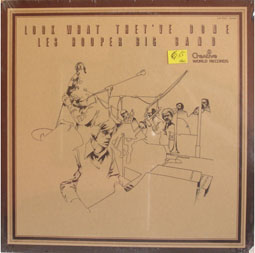 LOOK WHAT THEY'VE DONE
LES HOOPER BIG BAND
Creative
WORLD RECORDS